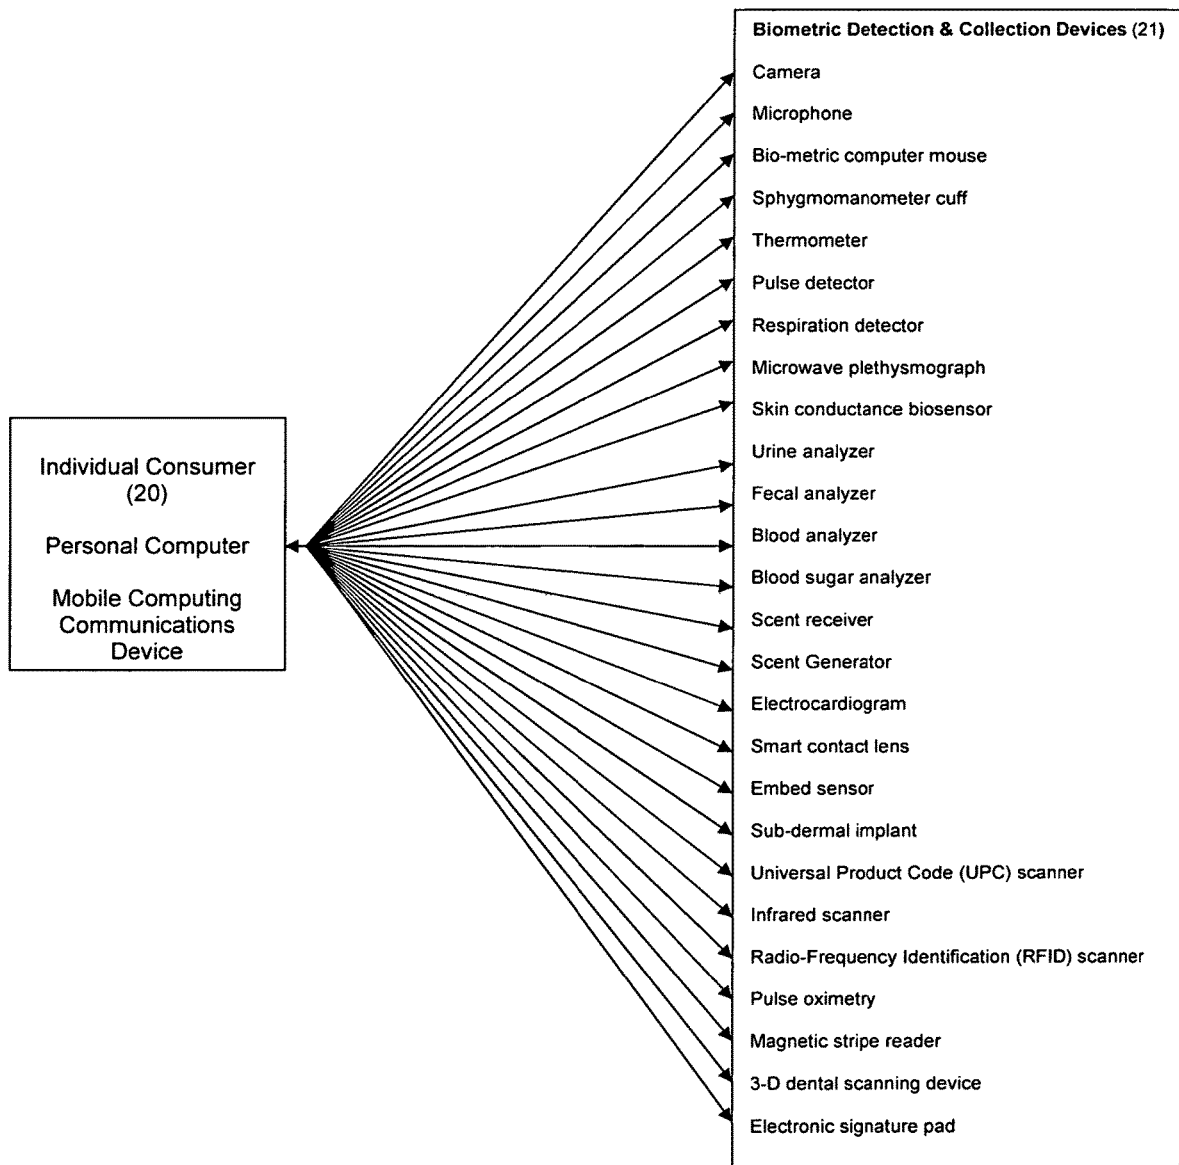 Biometric Detection & Collection Devices (21)
Camera
Microphone
Bio-metric computer mouse
Sphygmomanometer cuff
Thermometer
Pulse detector
Respiration detector
Microwave plethysmograph
Skin conductance biosensor
Urine analyzer
Fecal analyzer
Blood analyzer
Blood sugar analyzer
Scent receiver
Scent Generator
Electrocardiogram
Smart contact lens
Embed sensor
Sub-dermal implant
Universal Product Code (UPC) scanner
Infrared scanner
Radio-Frequency Identification (RFID) scanner
Pulse oximetry
Magnetic stripe reader
3-D dental scanning device
Electronic signature pad
Individual Consumer
(20)
Personal Computer
Mobile Computing
Communications
Device